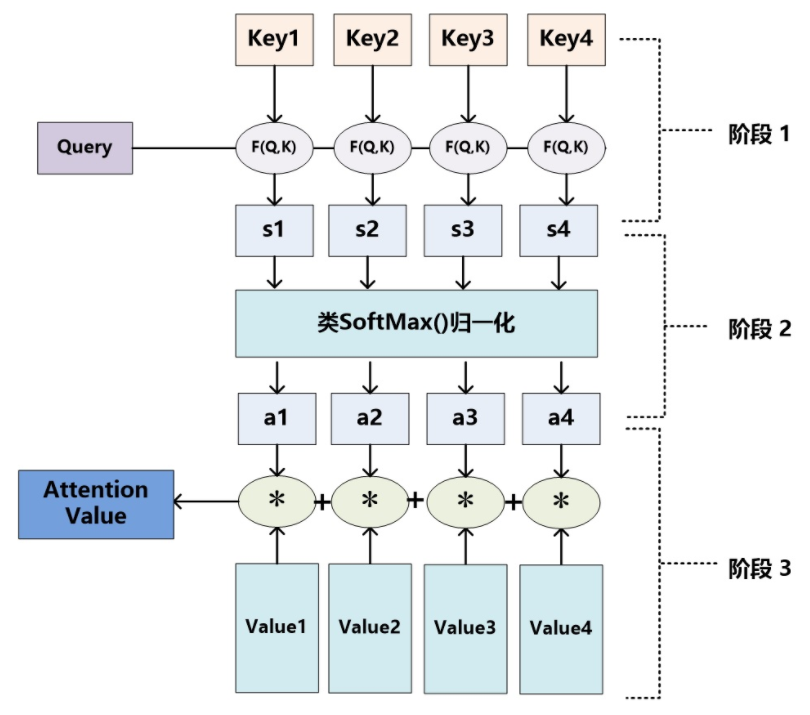 Key1 Key2 Key3 Key4
阶段 1
Query F(Q,K) F(Q,K) F(Q,K) F(Q,K)
s1 s2 s3 s4
类SoftMax()归一化
阶段 2
a1 a2 a3 a4
Attention
Value
* + * + * + *
阶段 3
Value1 Value2 Value3 Value4